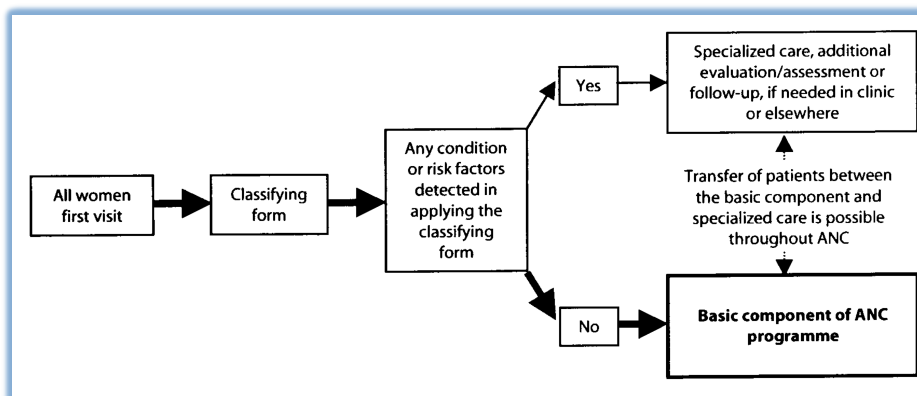 All women
first visit
Classifying
form
Any condition
or risk factors
detected in
applying the
classifying
form
Yes
Specialized care, additional
evaluation/assessment or
follow-up, if needed in clinic
or elsewhere
Transfer of patients between
the basic component and
specialized care is possible
throughout ANC
No
Basic component of ANC
programme